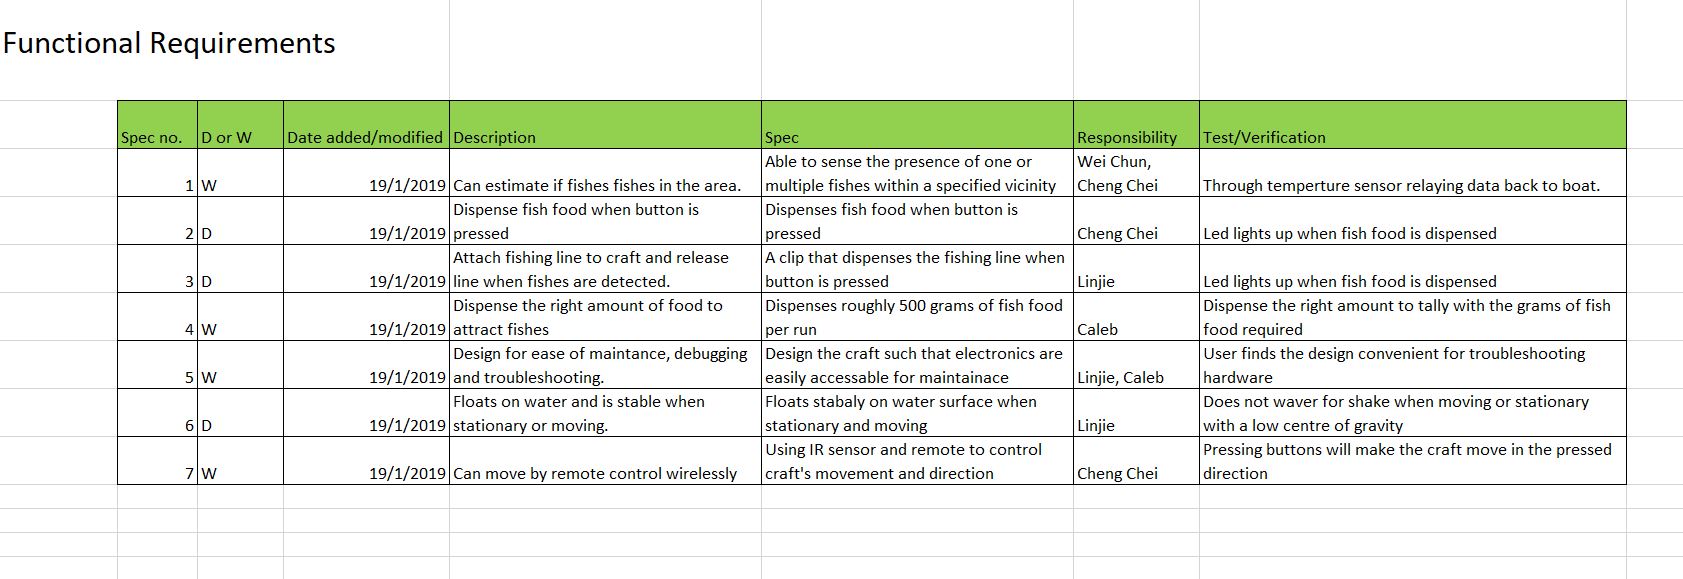 Functional Requirements
Spec no. D or W Date added/modified Description Spec Responsibility Test/Verification
1 W 19/1/2019 Can estimate if fishes fishes in the area. Able to sense the presence of one or multiple fishes within a specified vicinity Wei Chun, Cheng Chei Through temperture sensor relaying data back to boat.
2 D 19/1/2019 Dispense fish food when button is pressed Dispenses fish food when button is pressed Cheng Chei Led lights up when fish food is dispensed
3 D 19/1/2019 Attach fishing line to craft and release line when fishes are detected. A clip that dispenses the fishing line when button is pressed Linjie Led lights up when fish food is dispensed
4 W 19/1/2019 Dispense the right amount of food to attract fishes Dispenses roughly 500 grams of fish food per run Caleb Dispense the right amount to tally with the grams of fish food required
5 W 19/1/2019 Design for ease of maintance, debugging and troubleshooting. Design the craft such that electronics are easily accessable for maintainace Linjie, Caleb User finds the design convenient for troubleshooting hardware
6 D 19/1/2019 Floats on water and is stable when stationary or moving. Floats stabaly on water surface when stationary and moving Linjie Does not waver for shake when moving or stationary with a low centre of gravity
7 W 19/1/2019 Can move by remote control wirelessly Using IR sensor and remote to control craft's movement and direction Cheng Chei Pressing buttons will make the craft move in the pressed direction